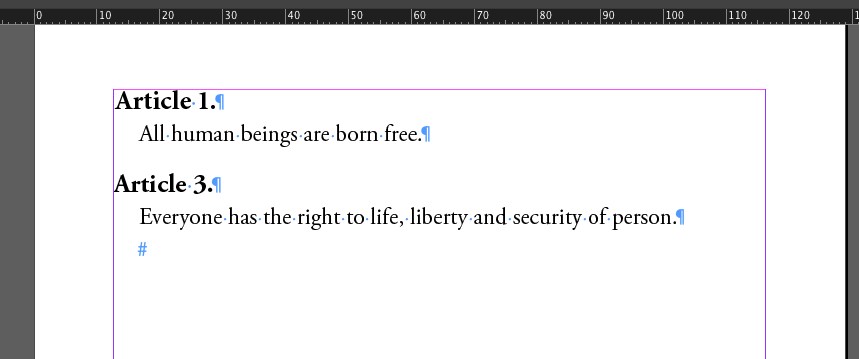 0 10 20 30 40 50 60 70 80 90 100 110 120
Article 1.¶
All human beings are born free.¶
Article 3.¶
Everyone has the right to life, liberty and security of person.¶
#